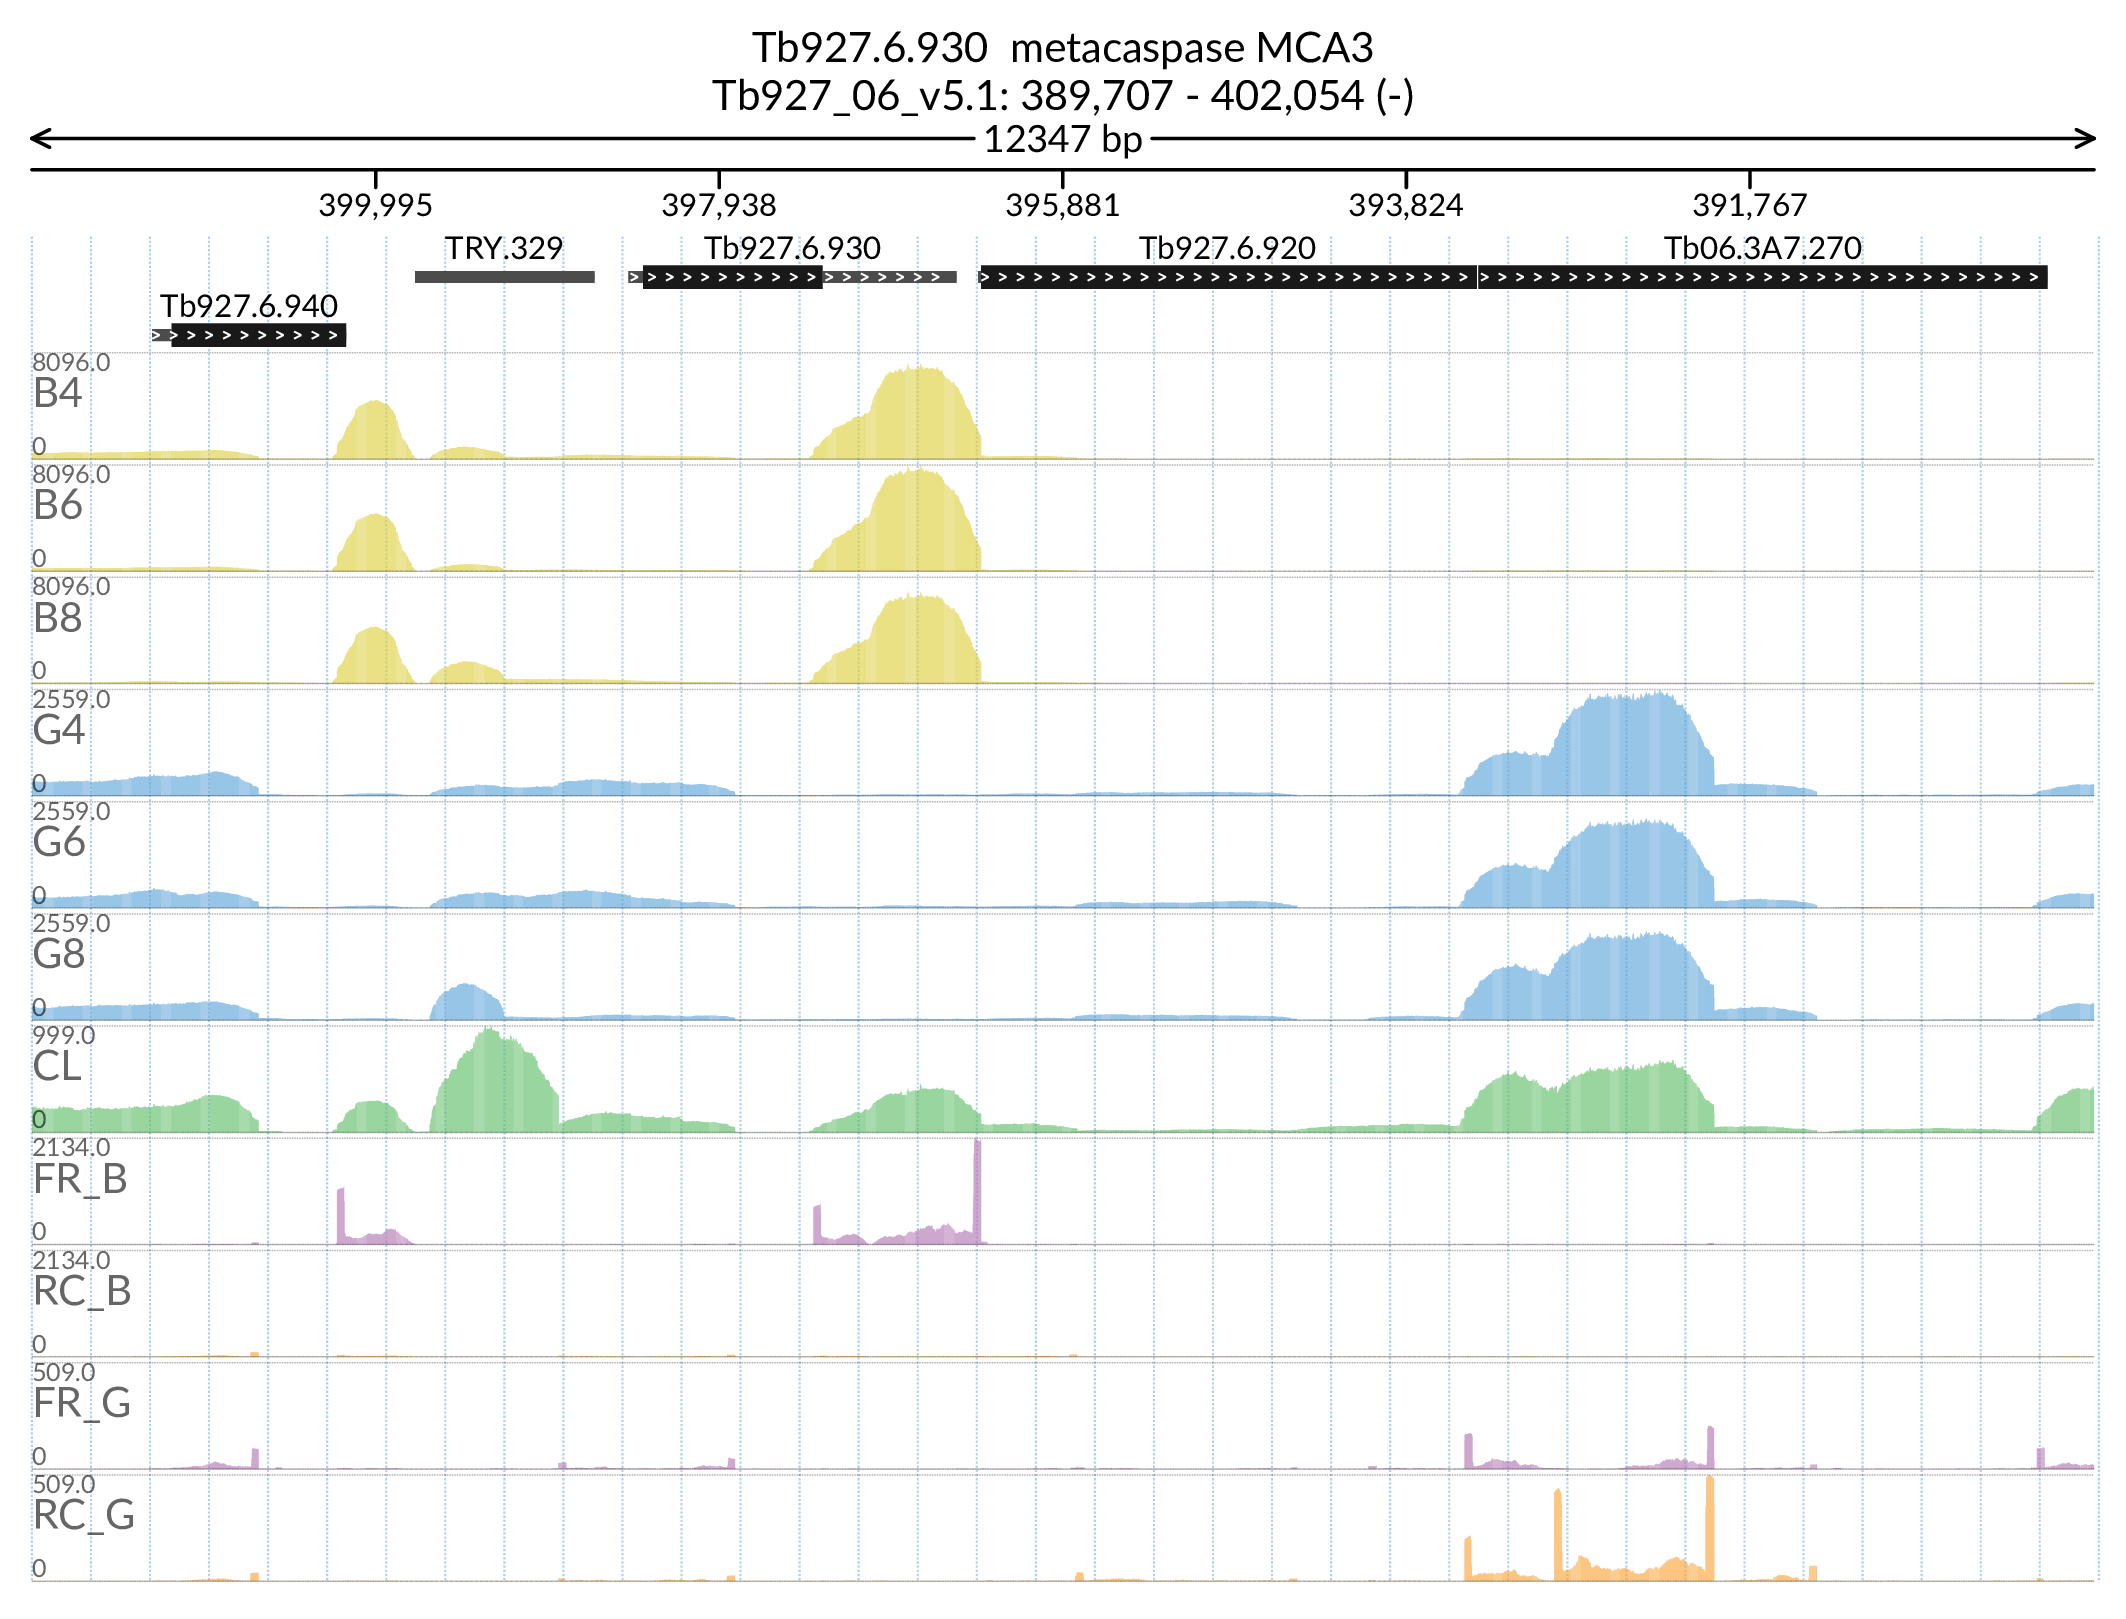 Tb927.6.930 metacaspase MCA3
Tb927_06_v5.1: 389,707 - 402,054 (-)
12347 bp
399,995 397,938 395,881 393,824 391,767
TRY.329 Tb927.6.930 Tb927.6.920 Tb06.3A7.270
Tb927.6.940
8096.0
B4
0
8096.0
B6
0
8096.0
B8
0
2559.0
G4
0
2559.0
G6
0
2559.0
G8
0
999.0
CL
0
2134.0
FR_B
0
2134.0
RC_B
0
509.0
FR_G
0
509.0
RC_G
0